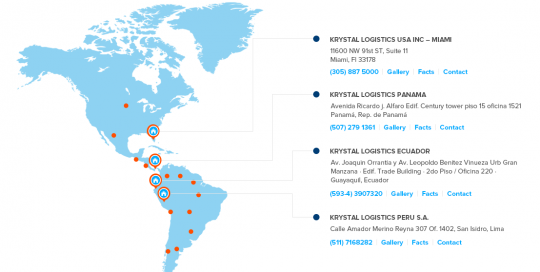 KRYSTAL LOGISTICS USA INC – MIAMI
11600 NW 91st ST, Suite 11
Miami, Fl 33178
(305) 887 5000 | Gallery | Facts | Contact
KRYSTAL LOGISTICS PANAMA
Avenida Ricardo j. Alfaro Edif. Century tower piso 15 oficina 1521
Panamá, Rep. de Panamá
(507) 279 1361 | Gallery | Facts | Contact
KRYSTAL LOGISTICS ECUADOR
Av. Joaquin Orrantia y Av. Leopoldo Benitez Vinueza Urb Gran
Manzana · Edif. Trade Building · 2do Piso / Oficina 220 ·
Guayaquil, Ecuador
(593-4) 3907320 | Gallery | Facts | Contact
KRYSTAL LOGISTICS PERU S.A.
Calle Amador Merino Reyna 307 Of. 1402, San Isidro, Lima
(511) 7168282 | Gallery | Facts | Contact